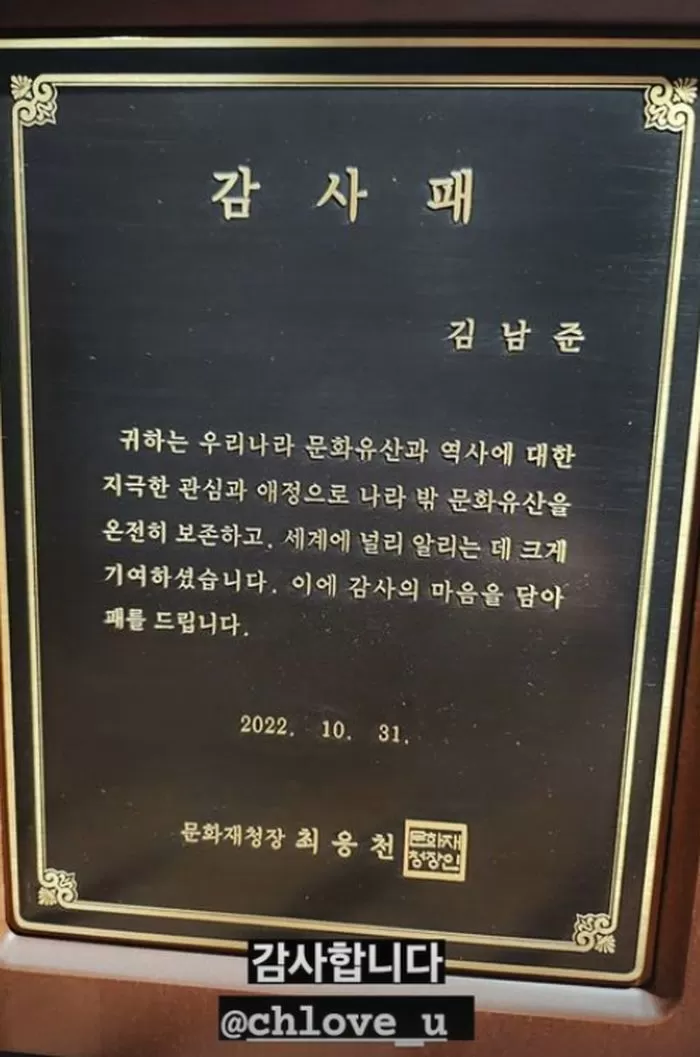 감 사 패
김 남 준
귀하는 우리나라 문화유산과 역사에 대한
지극한 관심과 애정으로 나라 밖 문화유산을
온전히 보존하고, 세계에 널리 알리는 데 크게
기여하셨습니다. 이에 감사의 마음을 담아
패를 드립니다.
2022. 10. 31.
문화재청장 최 응 천
문화재
청장인
감사합니다
@chlove_u